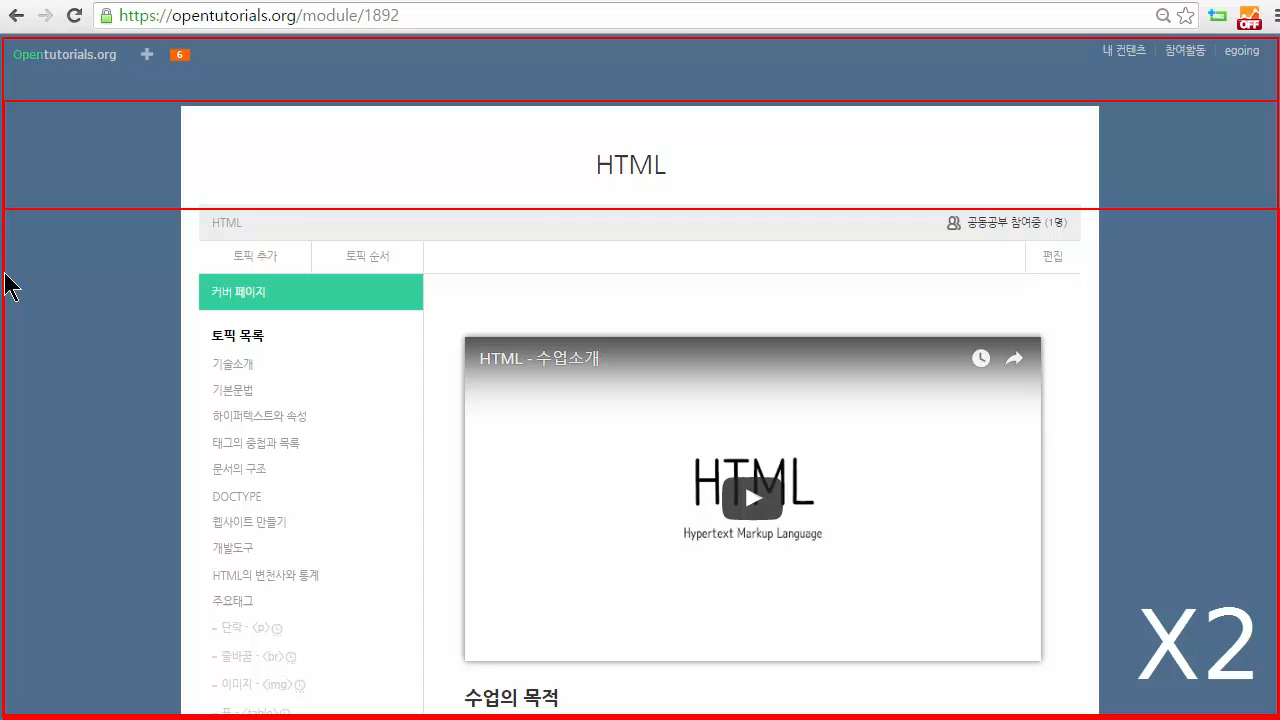 https://opentutorials.org/module/1892
OFF
Opentutorials.org
6
내 컨텐츠
참여활동
egoing
HTML
HTML
공동공부 참여중 (1명)
토픽 추가
토픽 순서
편집
커버 페이지
토픽 목록
기술소개
기본문법
하이퍼텍스트와 속성
태그의 중첩과 목록
문서의 구조
DOCTYPE
웹사이트 만들기
개발도구
HTML의 변천사와 통계
주요태그
- 단락 - <p>
- 줄바꿈 - <br>
- 이미지 - <img>
- 표 - <table>
HTML - 수업소개
HTML
Hypertext Markup Language
수업의 목적
X2